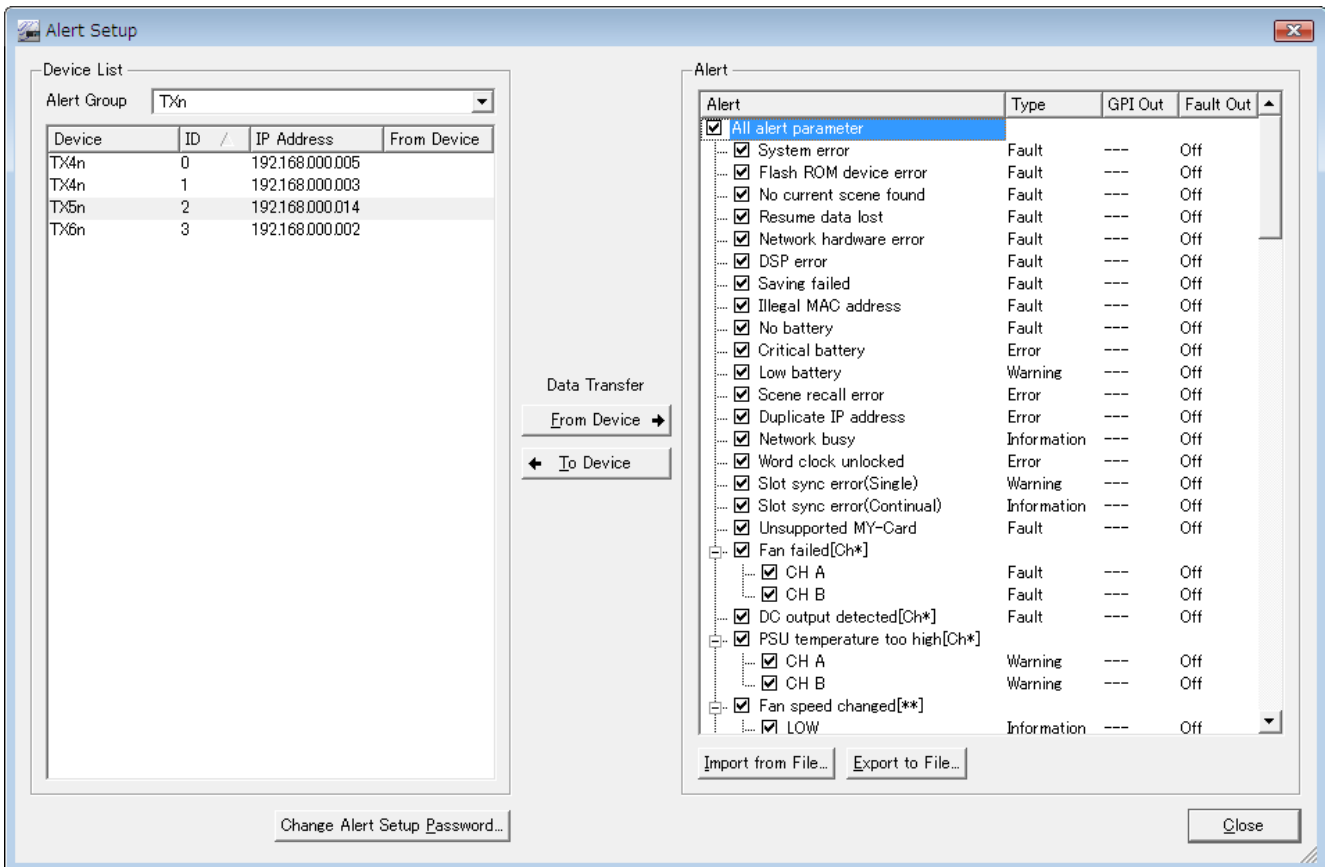 Alert Setup
Device List
Alert Group TXn
Device ID IP Address From Device
TX4n 0 192.168.000.005
TX4n 1 192.168.000.003
TX5n 2 192.168.000.014
TX6n 3 192.168.000.002
Data Transfer
From Device
To Device
Change Alert Setup Password...
Alert
Alert Type GPI Out Fault Out
All alert parameter
System error Fault --- Off
Flash ROM device error Fault --- Off
No current scene found Fault --- Off
Resume data lost Fault --- Off
Network hardware error Fault --- Off
DSP error Fault --- Off
Saving failed Fault --- Off
Illegal MAC address Fault --- Off
No battery Fault --- Off
Critical battery Error --- Off
Low battery Warning --- Off
Scene recall error Error --- Off
Duplicate IP address Error --- Off
Network busy Information --- Off
Word clock unlocked Error --- Off
Slot sync error(Single) Warning --- Off
Slot sync error(Continual) Information --- Off
Unsupported MY-Card Fault --- Off
Fan failed[Ch*]
CH A Fault --- Off
CH B Fault --- Off
DC output detected[Ch*] Fault --- Off
PSU temperature too high[Ch*]
CH A Warning --- Off
CH B Warning --- Off
Fan speed changed[**]
LOW Information --- Off
Import from File... Export to File...
Close